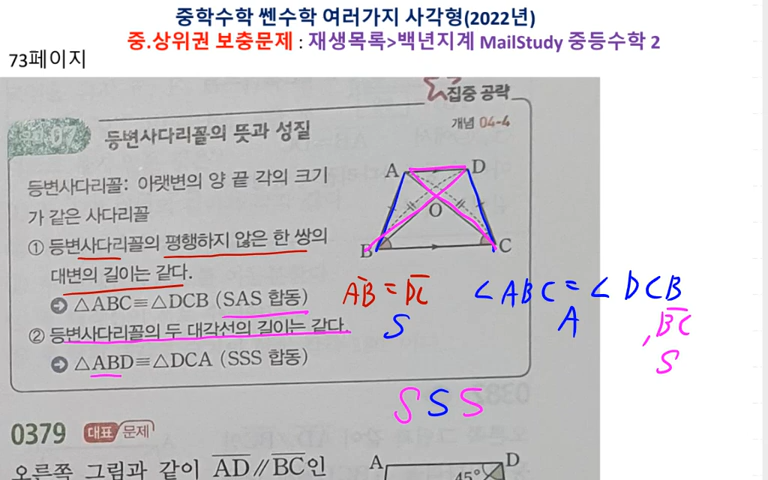 중학수학 쎈수학 여러가지 사각형(2022년)
중.상위권 보충문제 : 재생목록>백년지계 MailStudy 중등수학 2
73페이지
집중 공략
07 등변사다리꼴의 뜻과 성질
개념 04-4
등변사다리꼴: 아랫변의 양 끝 각의 크기
가 같은 사다리꼴
① 등변사다리꼴의 평행하지 않은 한 쌍의
대변의 길이는 같다.
➔ △ABC≡△DCB (SAS 합동)
② 등변사다리꼴의 두 대각선의 길이는 같다.
➔ △ABD≡△DCA (SSS 합동)
A D
O
B C
AB = DC
S
∠ABC = ∠DCB
A
, BC
S
S S S
0379 대표 문제
오른쪽 그림과 같이 AD∥BC인
A D
45°